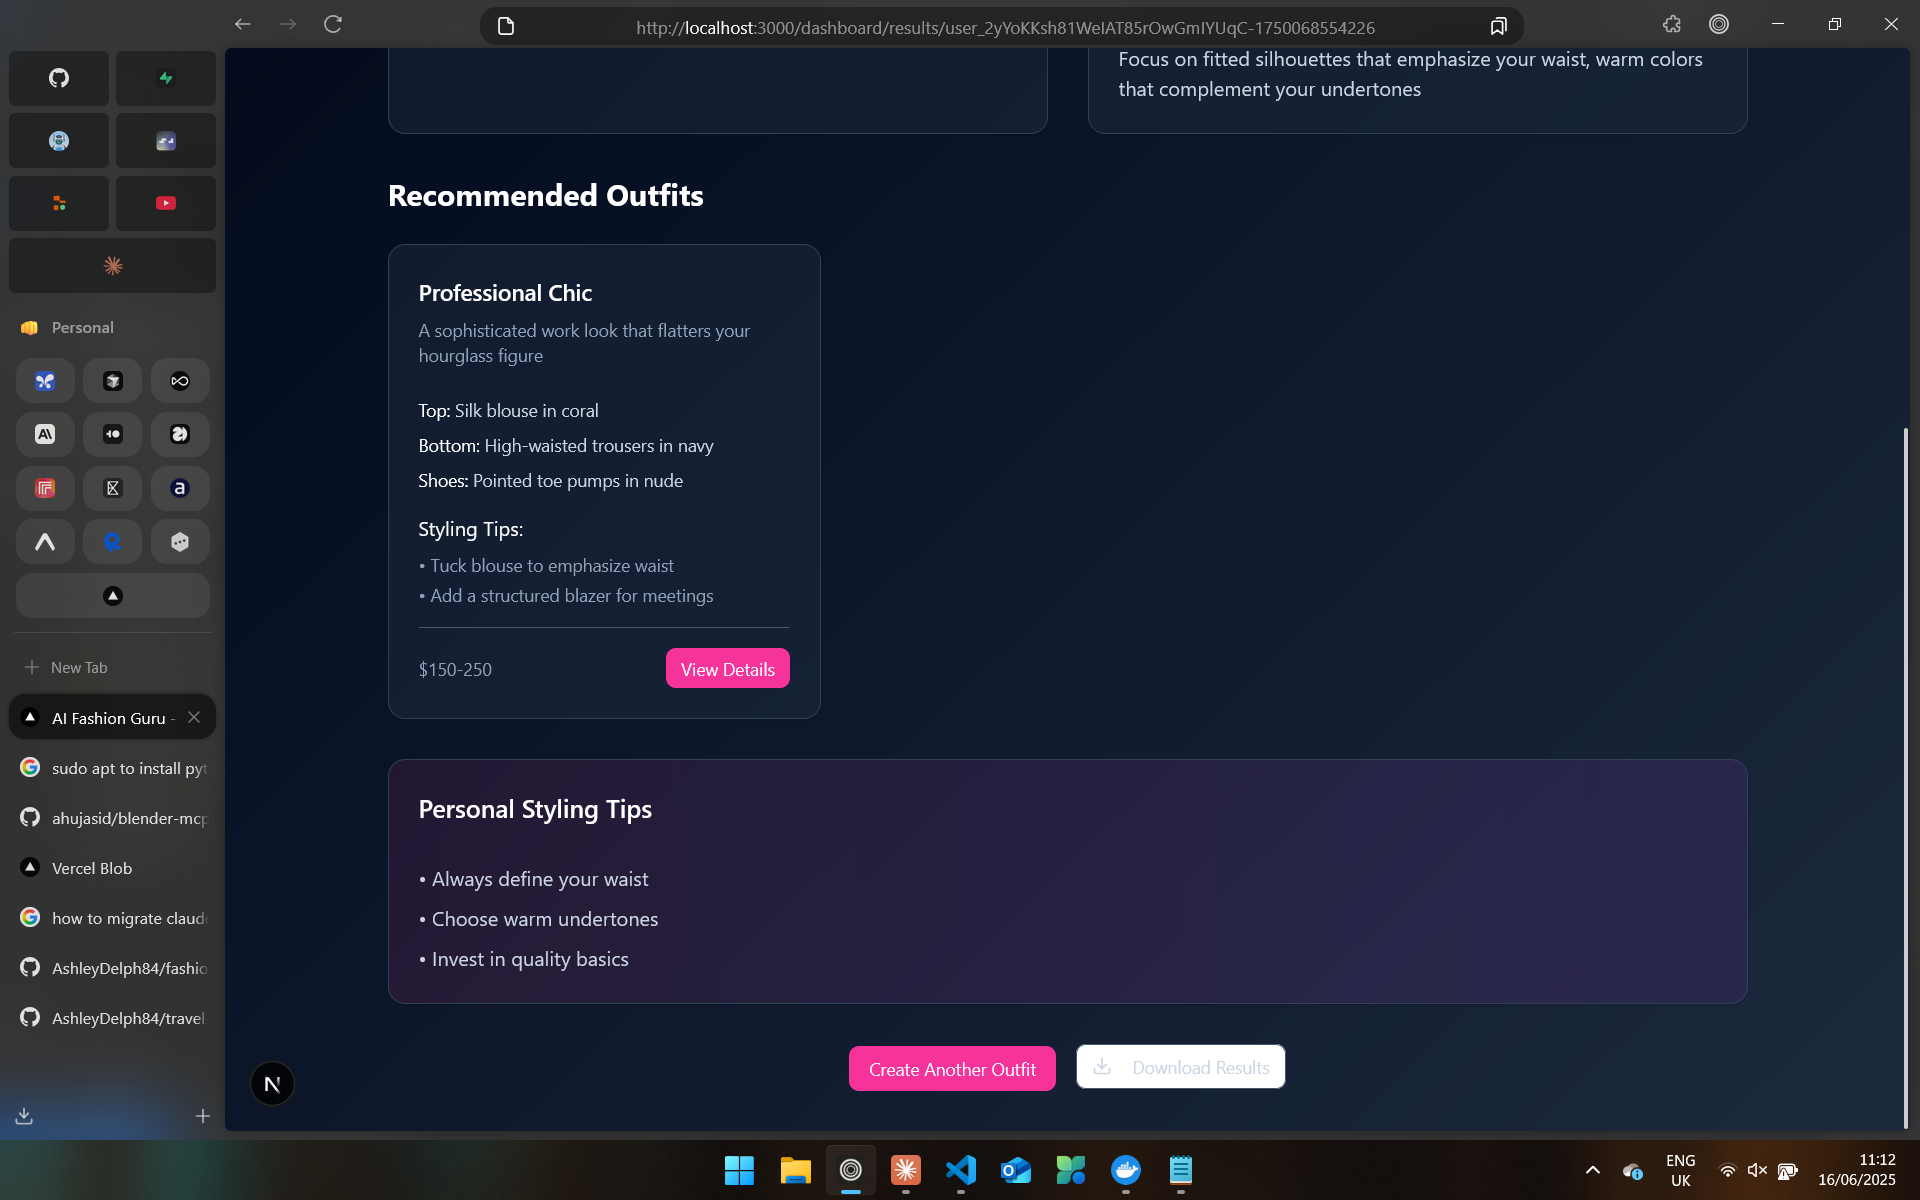 http://localhost:3000/dashboard/results/user_2yYoKKsh81WeIAT85rOwGmIYUqC-1750068554226
Personal
New Tab
AI Fashion Guru -
sudo apt to install pyt
ahujasid/blender-mcp
Vercel Blob
how to migrate claud
AshleyDelph84/fashio
AshleyDelph84/travel
Focus on fitted silhouettes that emphasize your waist, warm colors
that complement your undertones
Recommended Outfits
Professional Chic
A sophisticated work look that flatters your
hourglass figure
Top: Silk blouse in coral
Bottom: High-waisted trousers in navy
Shoes: Pointed toe pumps in nude
Styling Tips:
• Tuck blouse to emphasize waist
• Add a structured blazer for meetings
$150-250
View Details
Personal Styling Tips
• Always define your waist
• Choose warm undertones
• Invest in quality basics
Create Another Outfit
Download Results
N
ENG
UK
11:12
16/06/2025